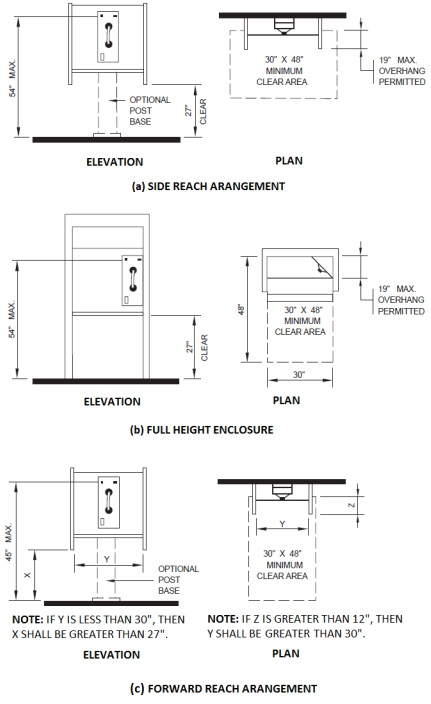 54" MAX.
OPTIONAL
POST
BASE
27"
CLEAR
ELEVATION
30" X 48"
MINIMUM
CLEAR AREA
19" MAX.
OVERHANG
PERMITTED
PLAN
(a) SIDE REACH ARANGEMENT
54" MAX.
27"
CLEAR
ELEVATION
48"
30" X 48"
MINIMUM
CLEAR AREA
30"
19" MAX.
OVERHANG
PERMITTED
PLAN
(b) FULL HEIGHT ENCLOSURE
45" MAX.
X
Y
OPTIONAL
POST
BASE
NOTE: IF Y IS LESS THAN 30", THEN
X SHALL BE GREATER THAN 27".
ELEVATION
Y
Z
30" X 48"
MINIMUM
CLEAR AREA
NOTE: IF Z IS GREATER THAN 12", THEN
Y SHALL BE GREATER THAN 30".
PLAN
(c) FORWARD REACH ARANGEMENT